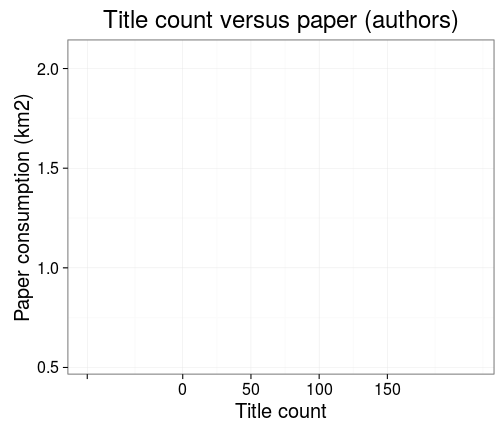 Title count versus paper (authors)
Paper consumption (km2)
2.0
1.5
1.0
0.5
0 50 100 150
Title count